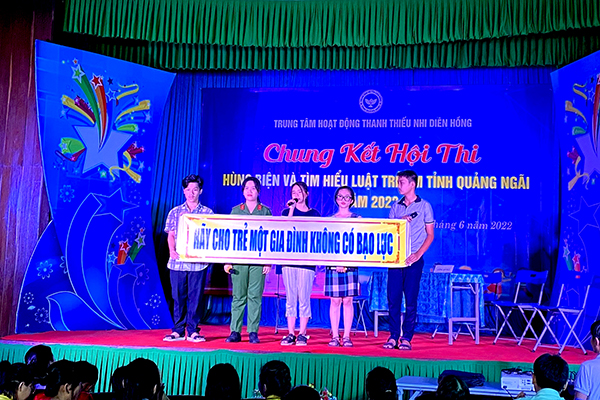 TRUNG TÂM HOẠT ĐỘNG THANH THIẾU NHI DIÊN HỒNG
Chung Kết Hội Thi
HÙNG BIỆN VÀ TÌM HIỂU LUẬT TRẺ EM TỈNH QUẢNG NGÃI
NĂM 2022
tháng 6 năm 2022
HÃY CHO TRẺ MỘT GIA ĐÌNH KHÔNG CÓ BẠO LỰC